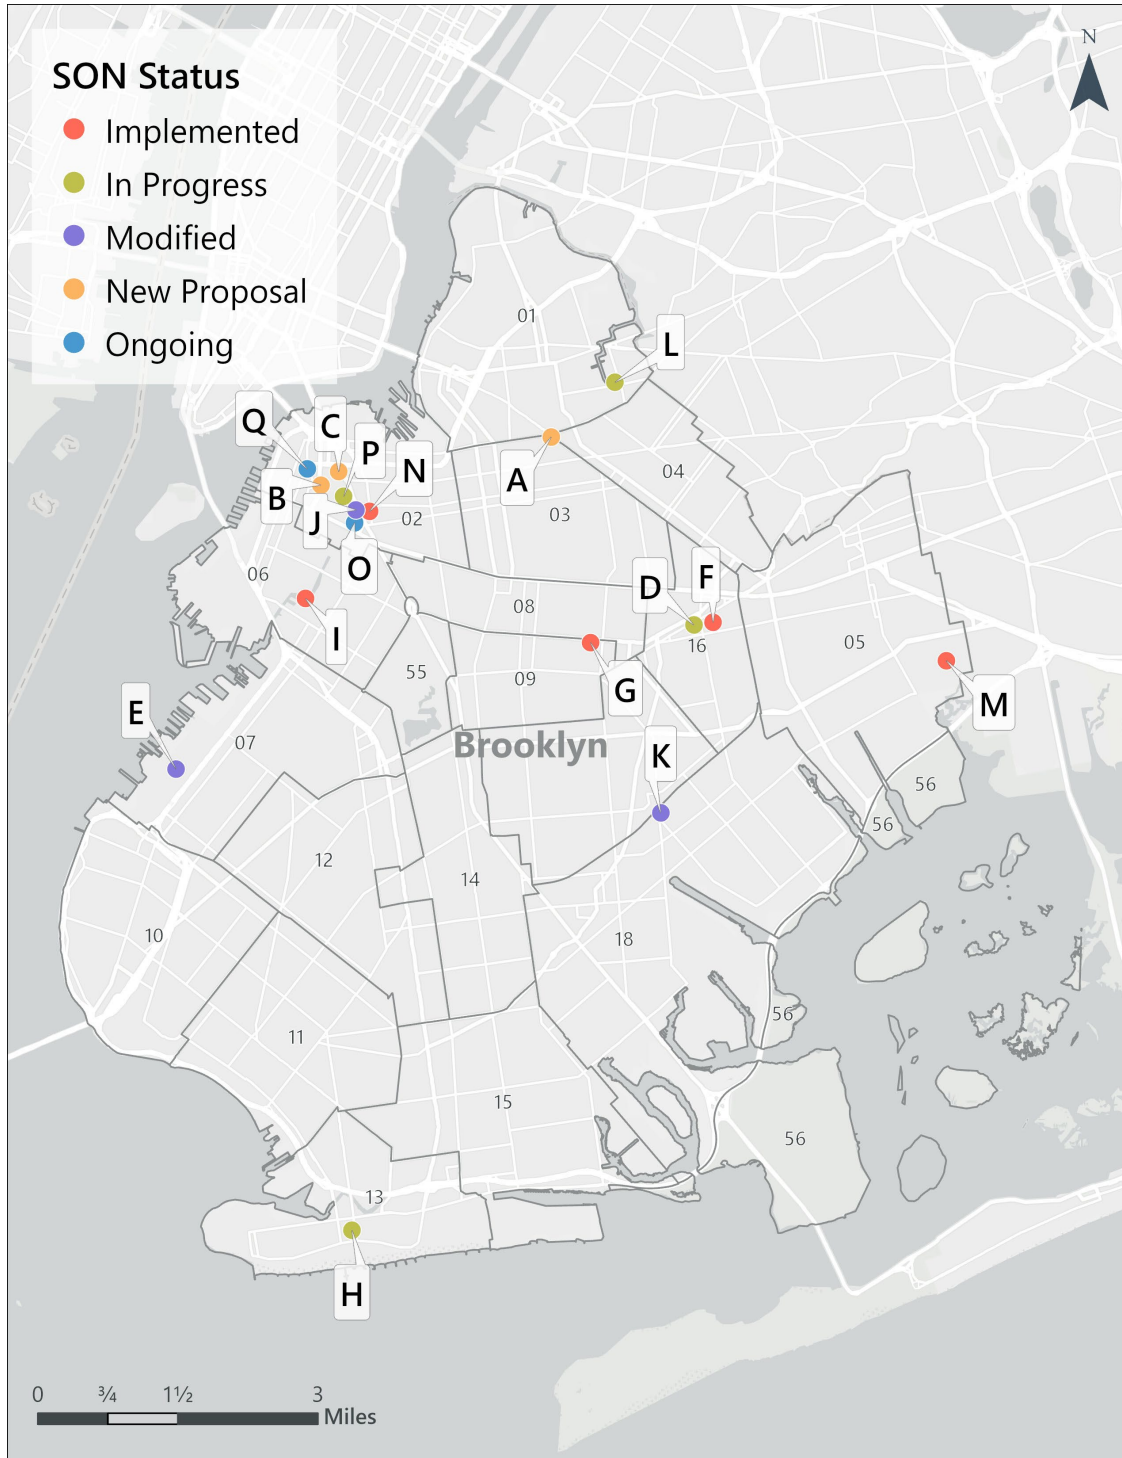 N
SON Status
Implemented
In Progress
Modified
New Proposal
Ongoing
01
L
Q
C
P
N
A
04
B
J
02
03
O
06
D
F
08
I
16
05
55
09
G
M
E
07
Brooklyn
K
56
56
12
14
10
18
56
11
15
56
13
H
0 ¾ 1½ 3
Miles